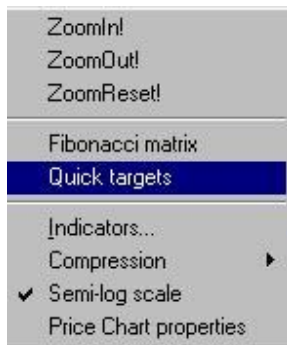 ZoomIn!
ZoomOut!
ZoomReset!
Fibonacci matrix
Quick targets
Indicators...
Compression
Semi-log scale
Price Chart properties